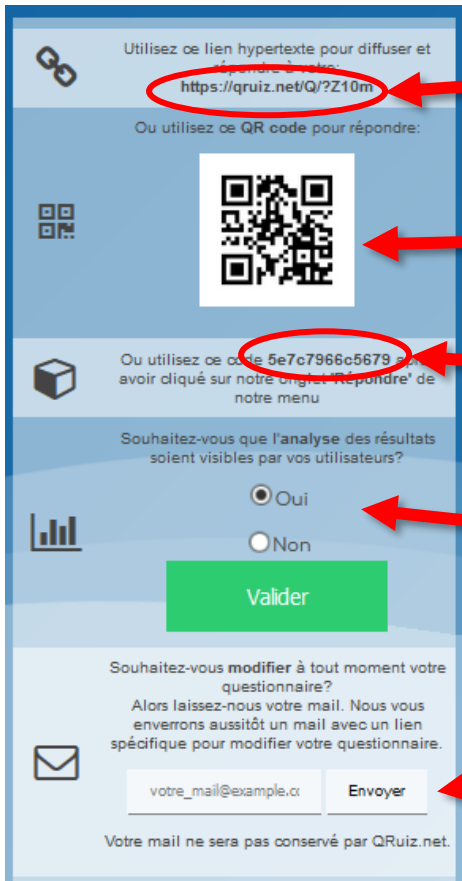 Utilisez ce lien hypertexte pour diffuser et
répondre à votre:
https://qruiz.net/Q/?Z10m
Ou utilisez ce QR code pour répondre:
Ou utilisez ce code 5e7c7966c5679 après
avoir cliqué sur notre onglet 'Répondre' de
notre menu
Souhaitez-vous que l'analyse des résultats
soient visibles par vos utilisateurs?
Oui
Non
Valider
Souhaitez-vous modifier à tout moment votre
questionnaire?
Alors laissez-nous votre mail. Nous vous
enverrons aussitôt un mail avec un lien
spécifique pour modifier votre questionnaire.
votre_mail@example.cc Envoyer
Votre mail ne sera pas conservé par QRuiz.net.